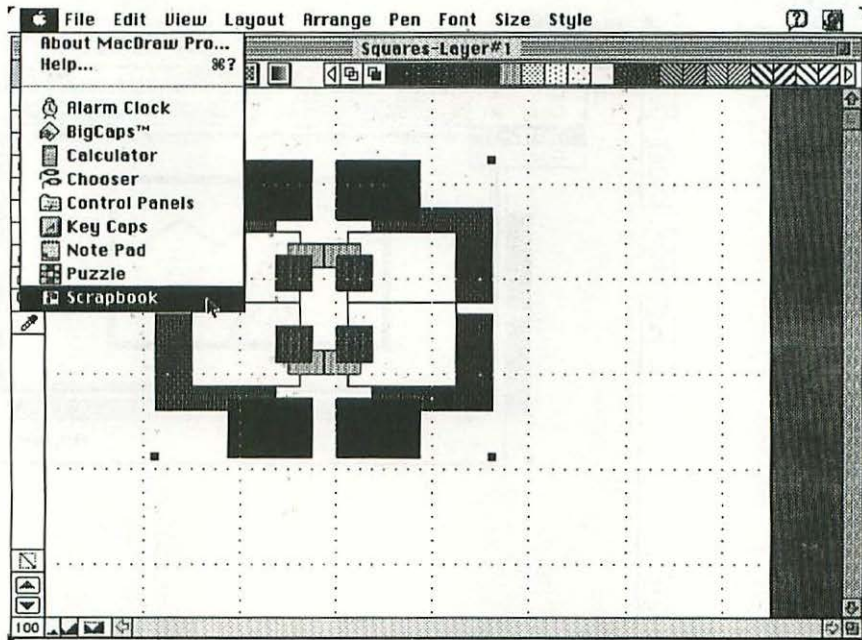 File Edit View Layout Arrange Pen Font Size Style
Squares-Layer#1
About MacDraw Pro...
Help... ⌘?
Alarm Clock
BigCaps™
Calculator
Chooser
Control Panels
Key Caps
Note Pad
Puzzle
Scrapbook
100